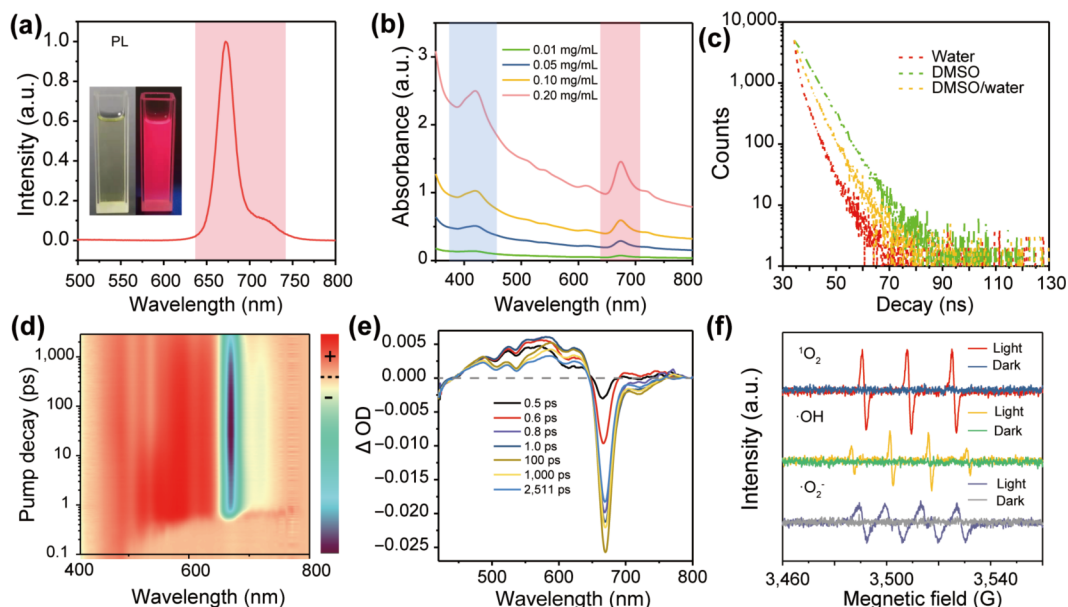 (a)
PL
Intensity (a.u.)
1.0
0.8
0.6
0.4
0.2
0.0
500 550 600 650 700 750 800
Wavelength (nm)
(b)
Absorbance (a.u.)
3
2
1
0
0.01 mg/mL
0.05 mg/mL
0.10 mg/mL
0.20 mg/mL
400 500 600 700 800
Wavelength (nm)
(c)
Counts
10,000
1,000
100
10
1
Water
DMSO
DMSO/water
30 50 70 90 110 130
Decay (ns)
(d)
Pump decay (ps)
1,000
100
10
1
0.1
+
-
400 500 600 700 800
Wavelength (nm)
(e)
Δ OD
0.005
0.000
−0.005
−0.010
−0.015
−0.020
−0.025
0.5 ps
0.6 ps
0.8 ps
1.0 ps
100 ps
1,000 ps
2,511 ps
500 600 700 800
Wavelength (nm)
(f)
Intensity (a.u.)
¹O₂
Light
Dark
·OH
Light
Dark
·O₂⁻
Light
Dark
3,460 3,500 3,540
Megnetic field (G)